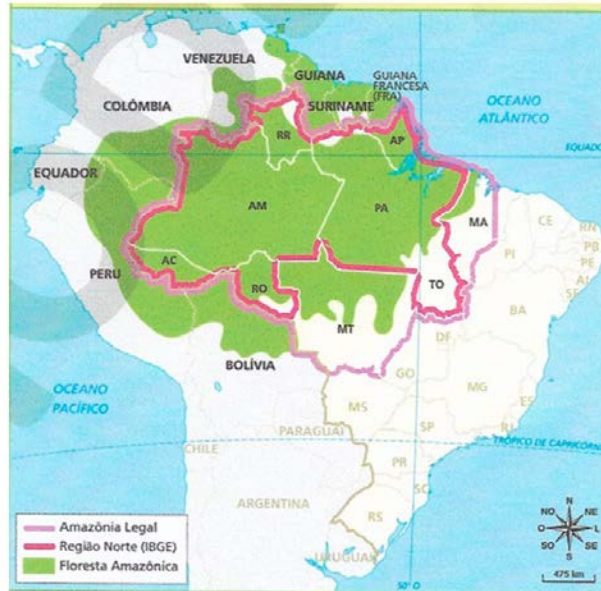 VENEZUELA
GUIANA
GUIANA
FRANCESA
(FRA)
COLÔMBIA
SURINAME
OCEANO
ATLÂNTICO
RR
AP
EQUADOR
EQUADOR
AM
PA
MA
CE
RN
PB
PE
AL
SE
PI
AC
PERU
RO
TO
BA
MT
DF
BOLÍVIA
GO
MG
ES
OCEANO
PACÍFICO
MS
SP
RJ
PARAGUAI
TRÓPICO DE CAPRICÓRNIO
CHILE
PR
SC
ARGENTINA
RS
URUGUAI
Amazônia Legal
Região Norte (IBGE)
Floresta Amazônica
N
NO
NE
O
L
SO
SE
S
475 km
50° O